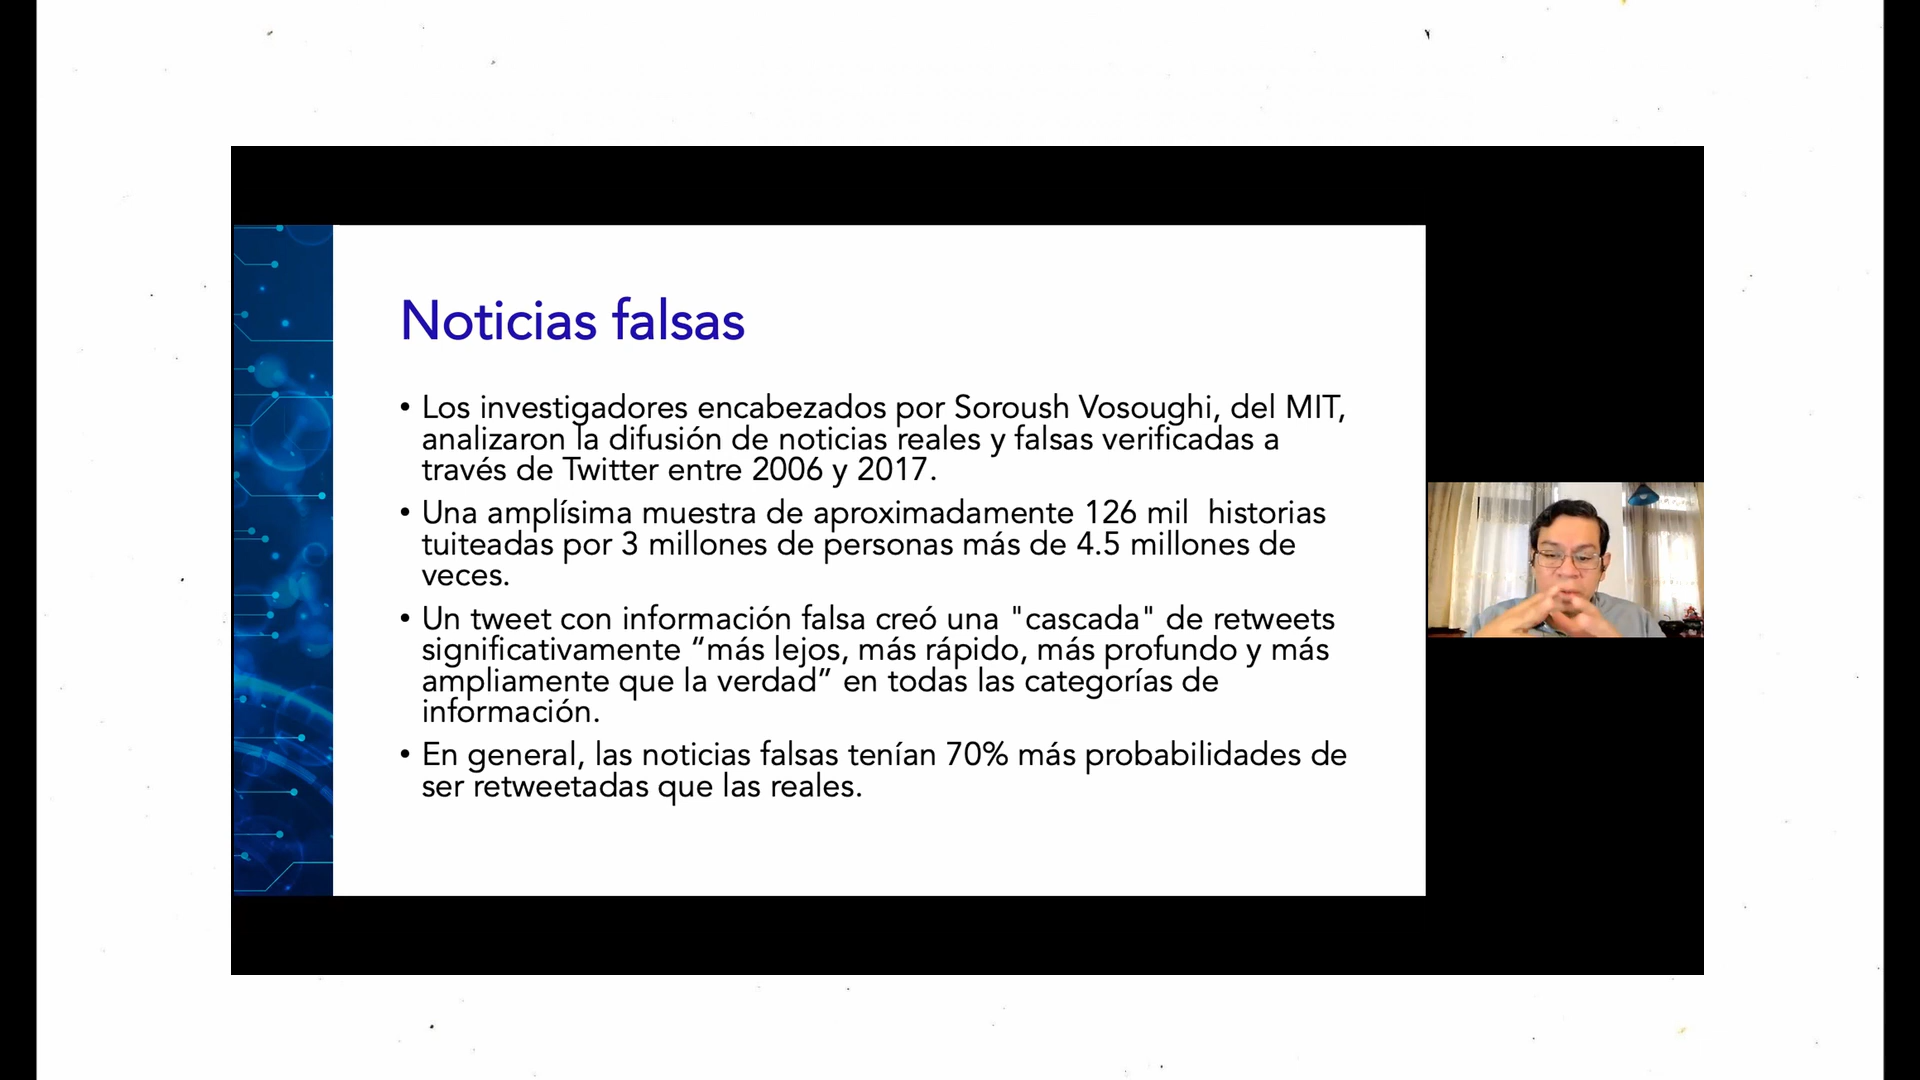 Noticias falsas
• Los investigadores encabezados por Soroush Vosoughi, del MIT,
analizaron la difusión de noticias reales y falsas verificadas a
través de Twitter entre 2006 y 2017.
• Una amplísima muestra de aproximadamente 126 mil  historias
tuiteadas por 3 millones de personas más de 4.5 millones de
veces.
• Un tweet con información falsa creó una "cascada" de retweets
significativamente “más lejos, más rápido, más profundo y más
ampliamente que la verdad” en todas las categorías de
información.
• En general, las noticias falsas tenían 70% más probabilidades de
ser retweetadas que las reales.